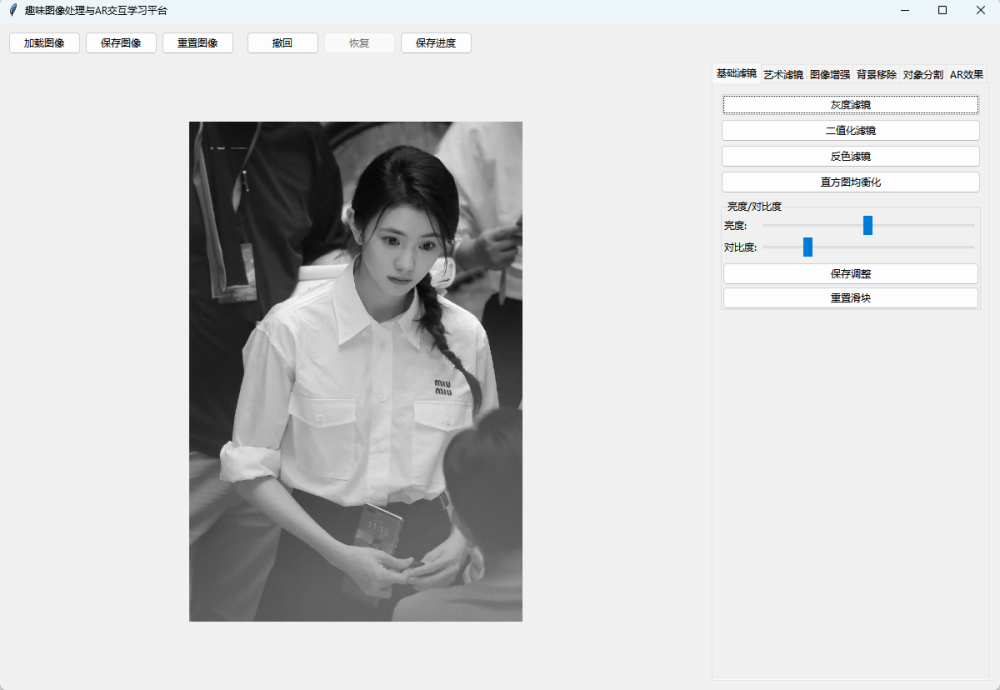 趣味图像处理与AR交互学习平台
加载图像 保存图像 重置图像 撤回 恢复 保存进度
基础滤镜 艺术滤镜 图像增强 背景移除 对象分割 AR效果
灰度滤镜
二值化滤镜
反色滤镜
直方图均衡化
亮度/对比度
亮度:
对比度:
保存调整
重置滑块
MIU
MIU
11:15